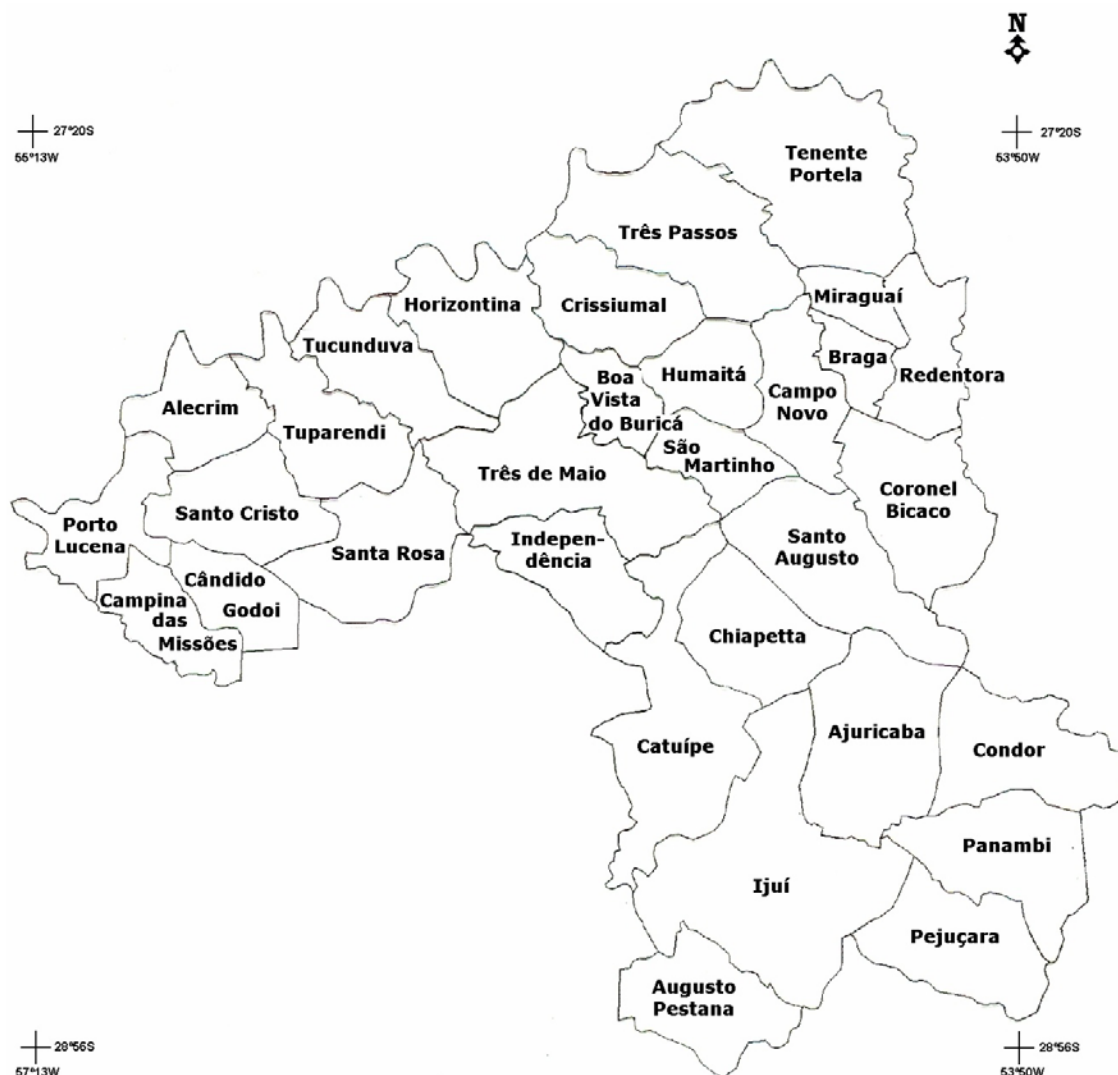 N
27°20S
55°13W
27°20S
53°50W
Tenente
Portela
Três Passos
Miraguaí
Horizontina
Crissiumal
Tucunduva
Braga
Redentora
Boa
Vista
do Buricá
Humaitá
Campo
Novo
Alecrim
Tuparendi
São
Martinho
Três de Maio
Coronel
Bicaco
Santo Cristo
Porto
Lucena
Santa Rosa
Indepen-
dência
Santo
Augusto
Cândido
Godoi
Campina
das
Missões
Chiapetta
Catuípe
Ajuricaba
Condor
Panambi
Ijuí
Pejuçara
Augusto
Pestana
28°56S
57°13W
28°56S
53°50W